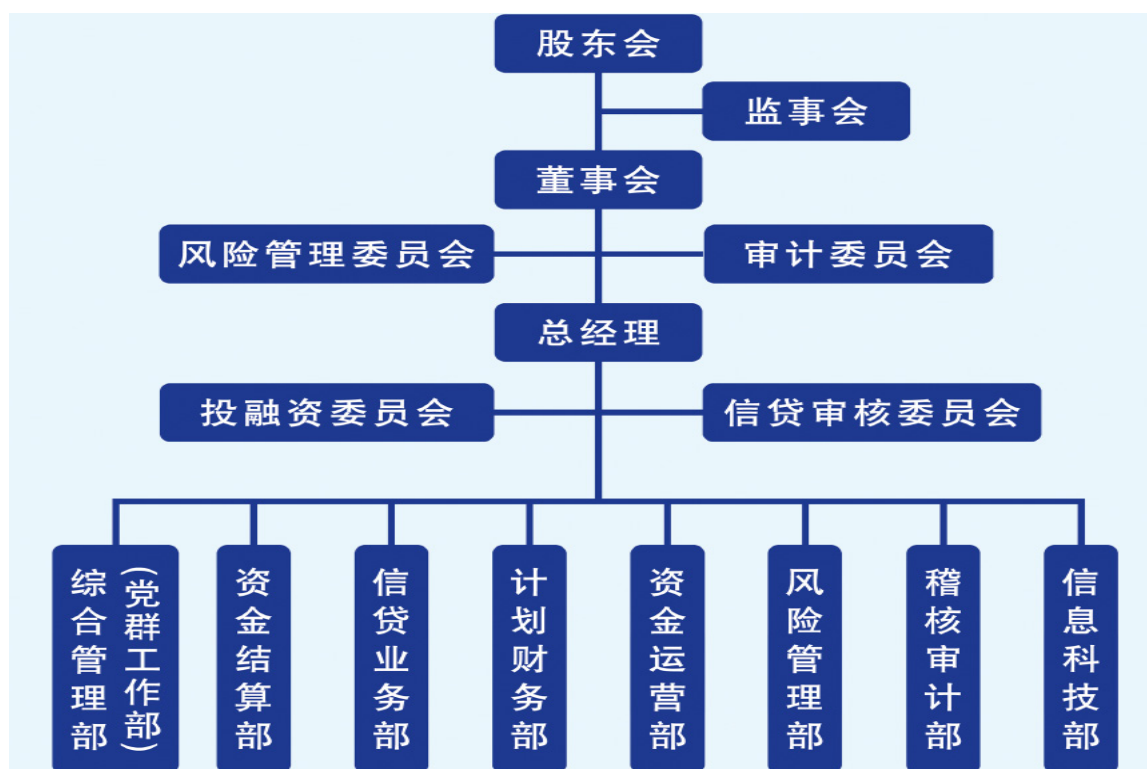 股东会
监事会
董事会
风险管理委员会
审计委员会
总经理
投融资委员会
信贷审核委员会
综合管理部
(党群工作部)
资金结算部
信贷业务部
计划财务部
资金运营部
风险管理部
稽核审计部
信息科技部